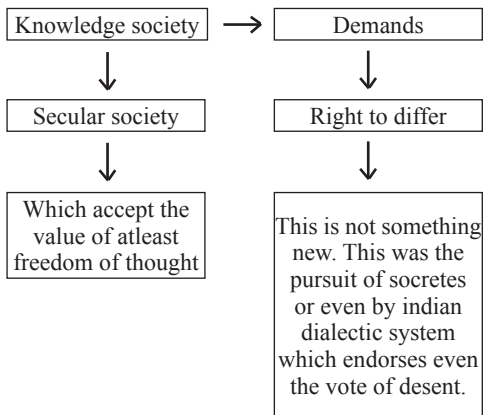 Knowledge society
Demands
Secular society
Right to differ
Which accept the
value of atleast
freedom of thought
This is not something
new. This was the
pursuit of socretes
or even by indian
dialectic system
which endorses even
the vote of desent.